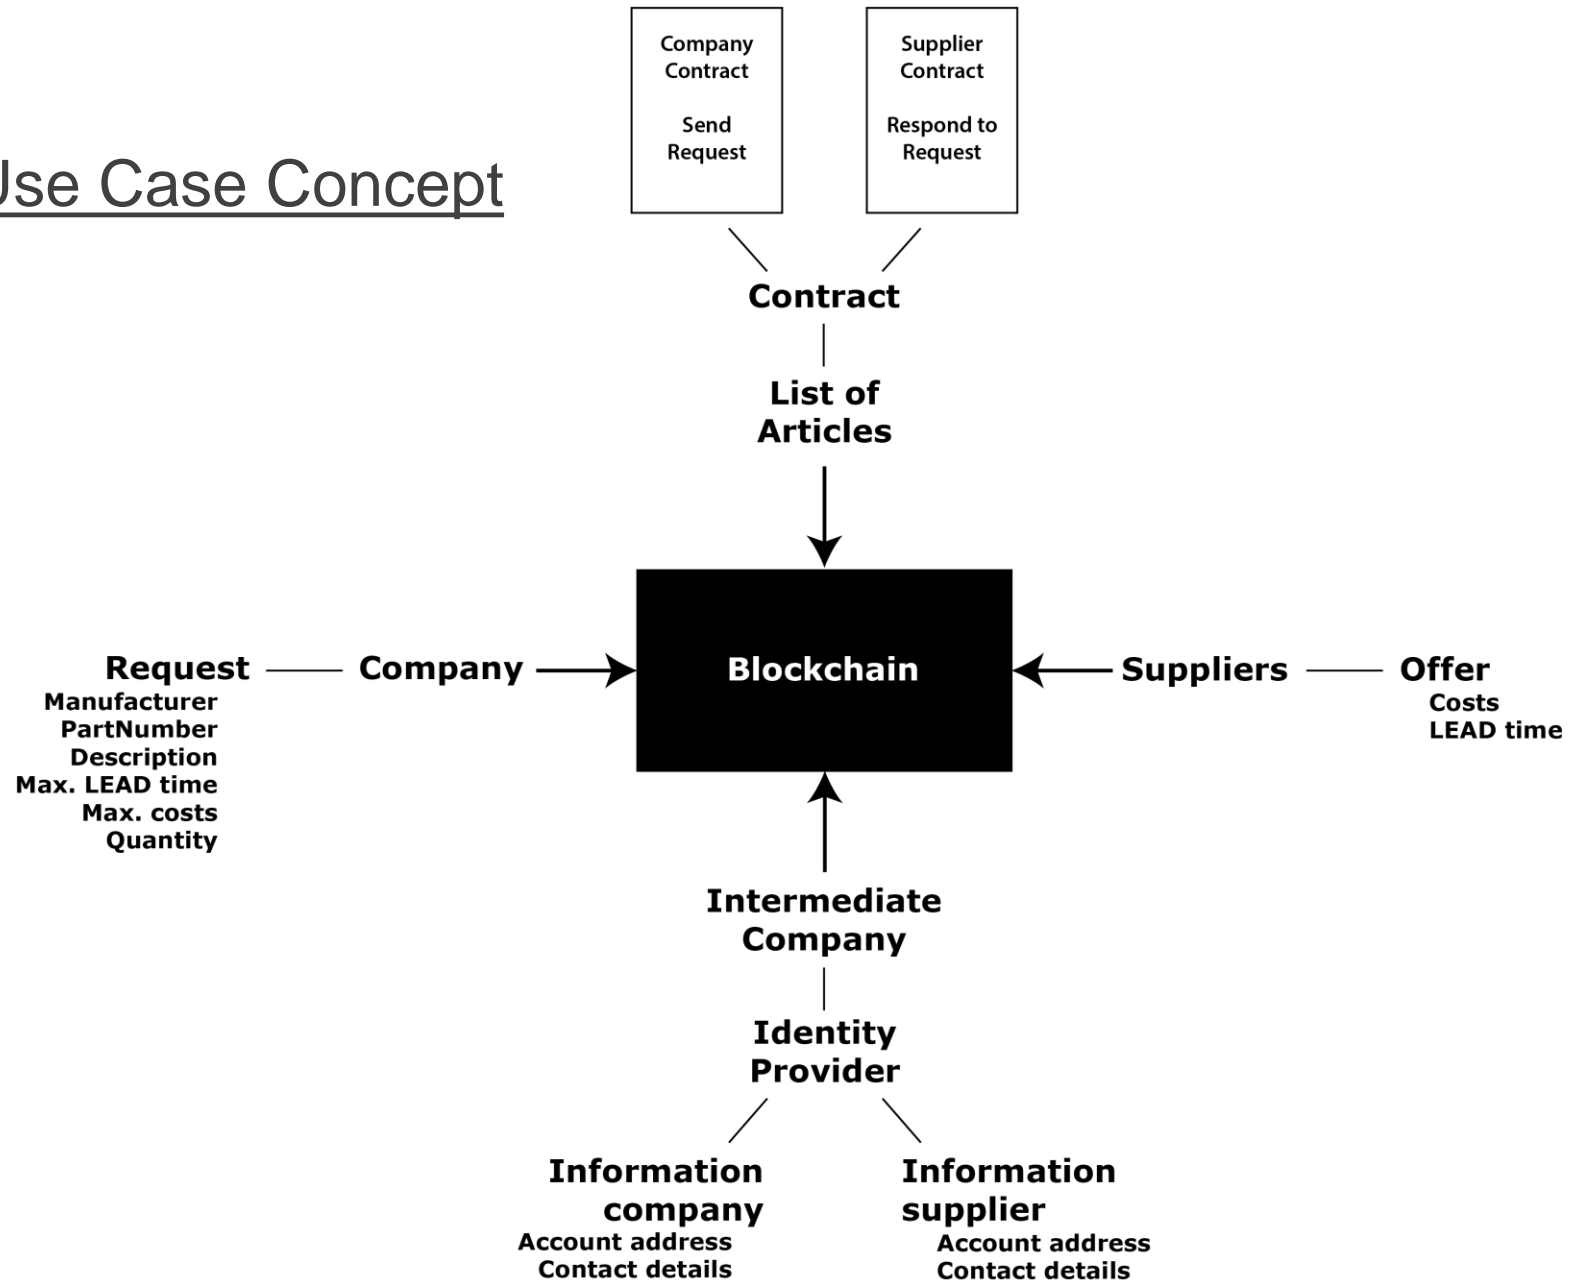 Use Case Concept
Company
Contract
Send
Request
Supplier
Contract
Respond to
Request
Contract
List of
Articles
Request
Manufacturer
PartNumber
Description
Max. LEAD time
Max. costs
Quantity
Company
Blockchain
Suppliers
Offer
Costs
LEAD time
Intermediate
Company
Identity
Provider
Information
company
Account address
Contact details
Information
supplier
Account address
Contact details